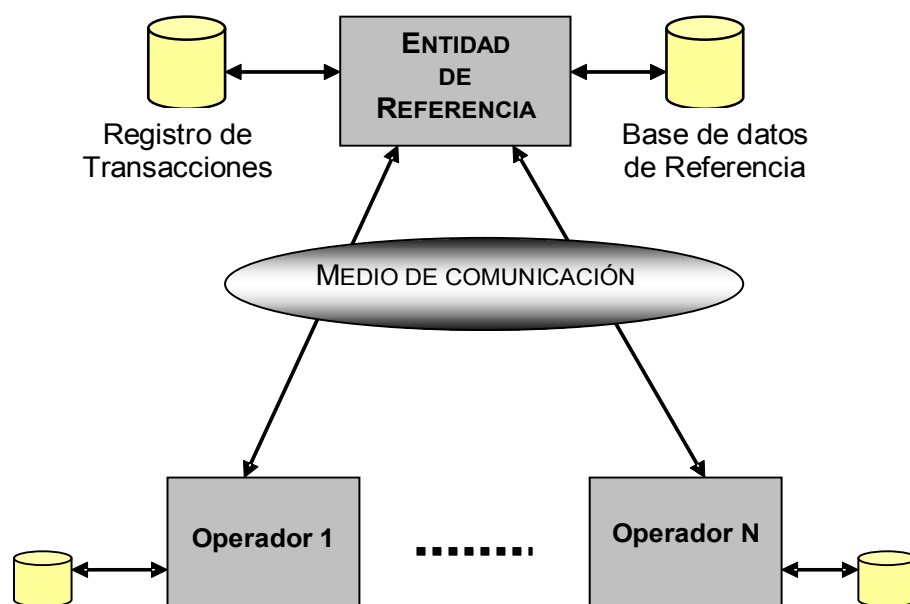 ENTIDAD
DE
REFERENCIA
Registro de
Transacciones
Base de datos
de Referencia
MEDIO DE COMUNICACIÓN
Operador 1
Operador N